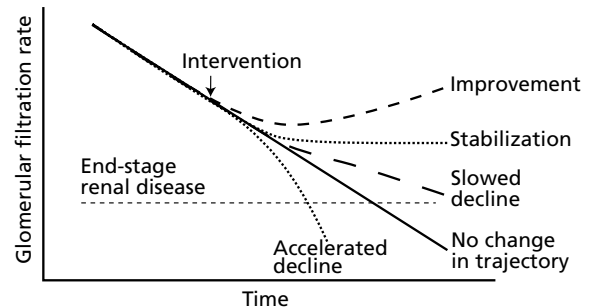 Glomerular filtration rate
Intervention
Improvement
Stabilization
End-stage
renal disease
Slowed
decline
No change
in trajectory
Accelerated
decline
Time